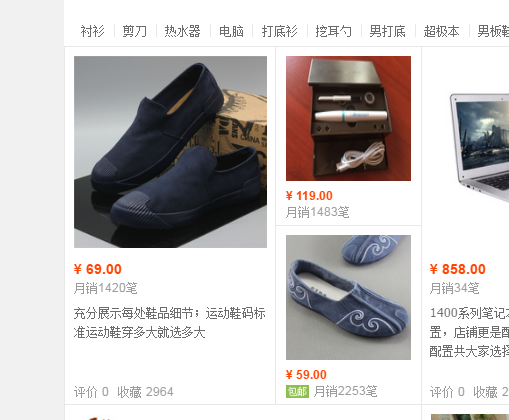 衬衫 剪刀 热水器 电脑 打底衫 挖耳勺 男打底 超极本 男板鞋
¥ 69.00
月销1420笔
充分展示每处鞋品细节；运动鞋码标
准运动鞋穿多大就选多大
评价 0 收藏 2964
¥ 119.00
月销1483笔
¥ 59.00
包邮 月销2253笔
¥ 858.00
月销34笔
1400系列笔记
置，店铺更是配
配置共大家选择
评价 0 收藏 2